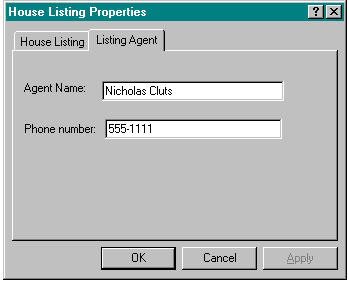 House Listing Properties
House Listing Listing Agent
Agent Name: Nicholas Cluts
Phone number: 555-1111
OK Cancel Apply